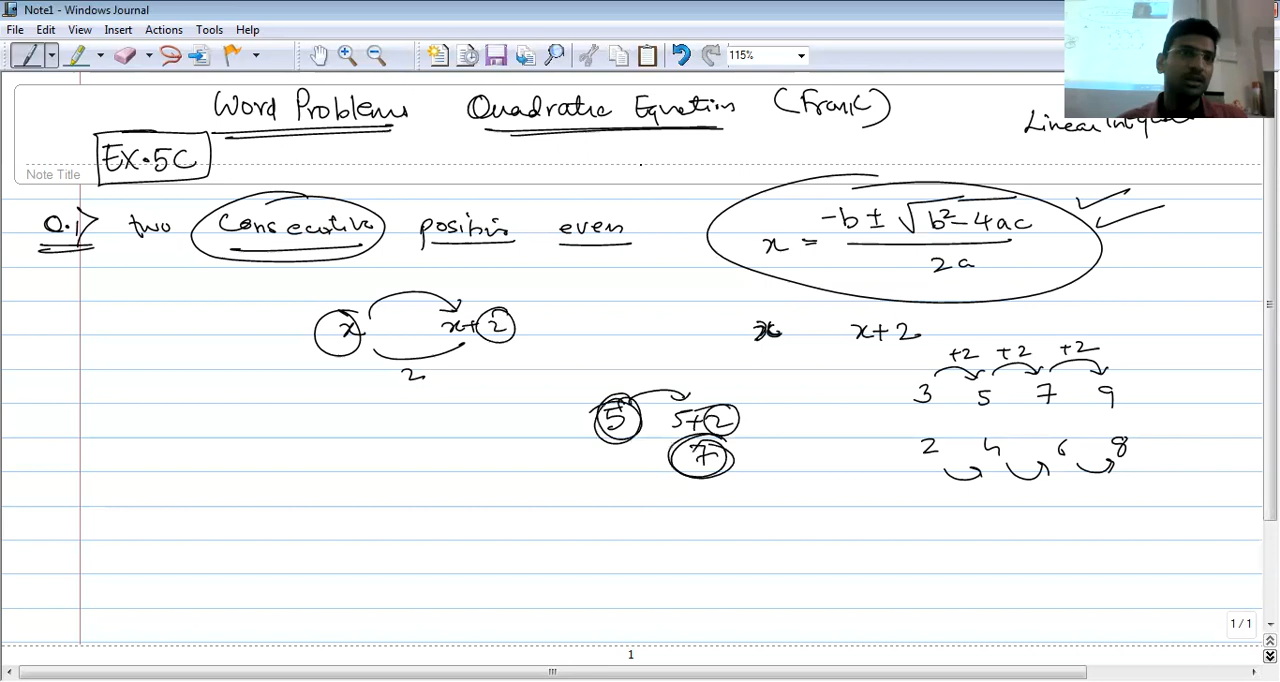 Note1 - Windows Journal
File Edit View Insert Actions Tools Help
115%
Word Problems Quadratic Equation (Frank)
Linear
EX.5C
Note Title
Q.1> two Consecutive positive even
x = -b ± √b²-4ac / 2a
x x+2
2
x x+2
+2 +2 +2
3 5 7 9
5 5+2
7
2 4 6 8
1 / 1
1